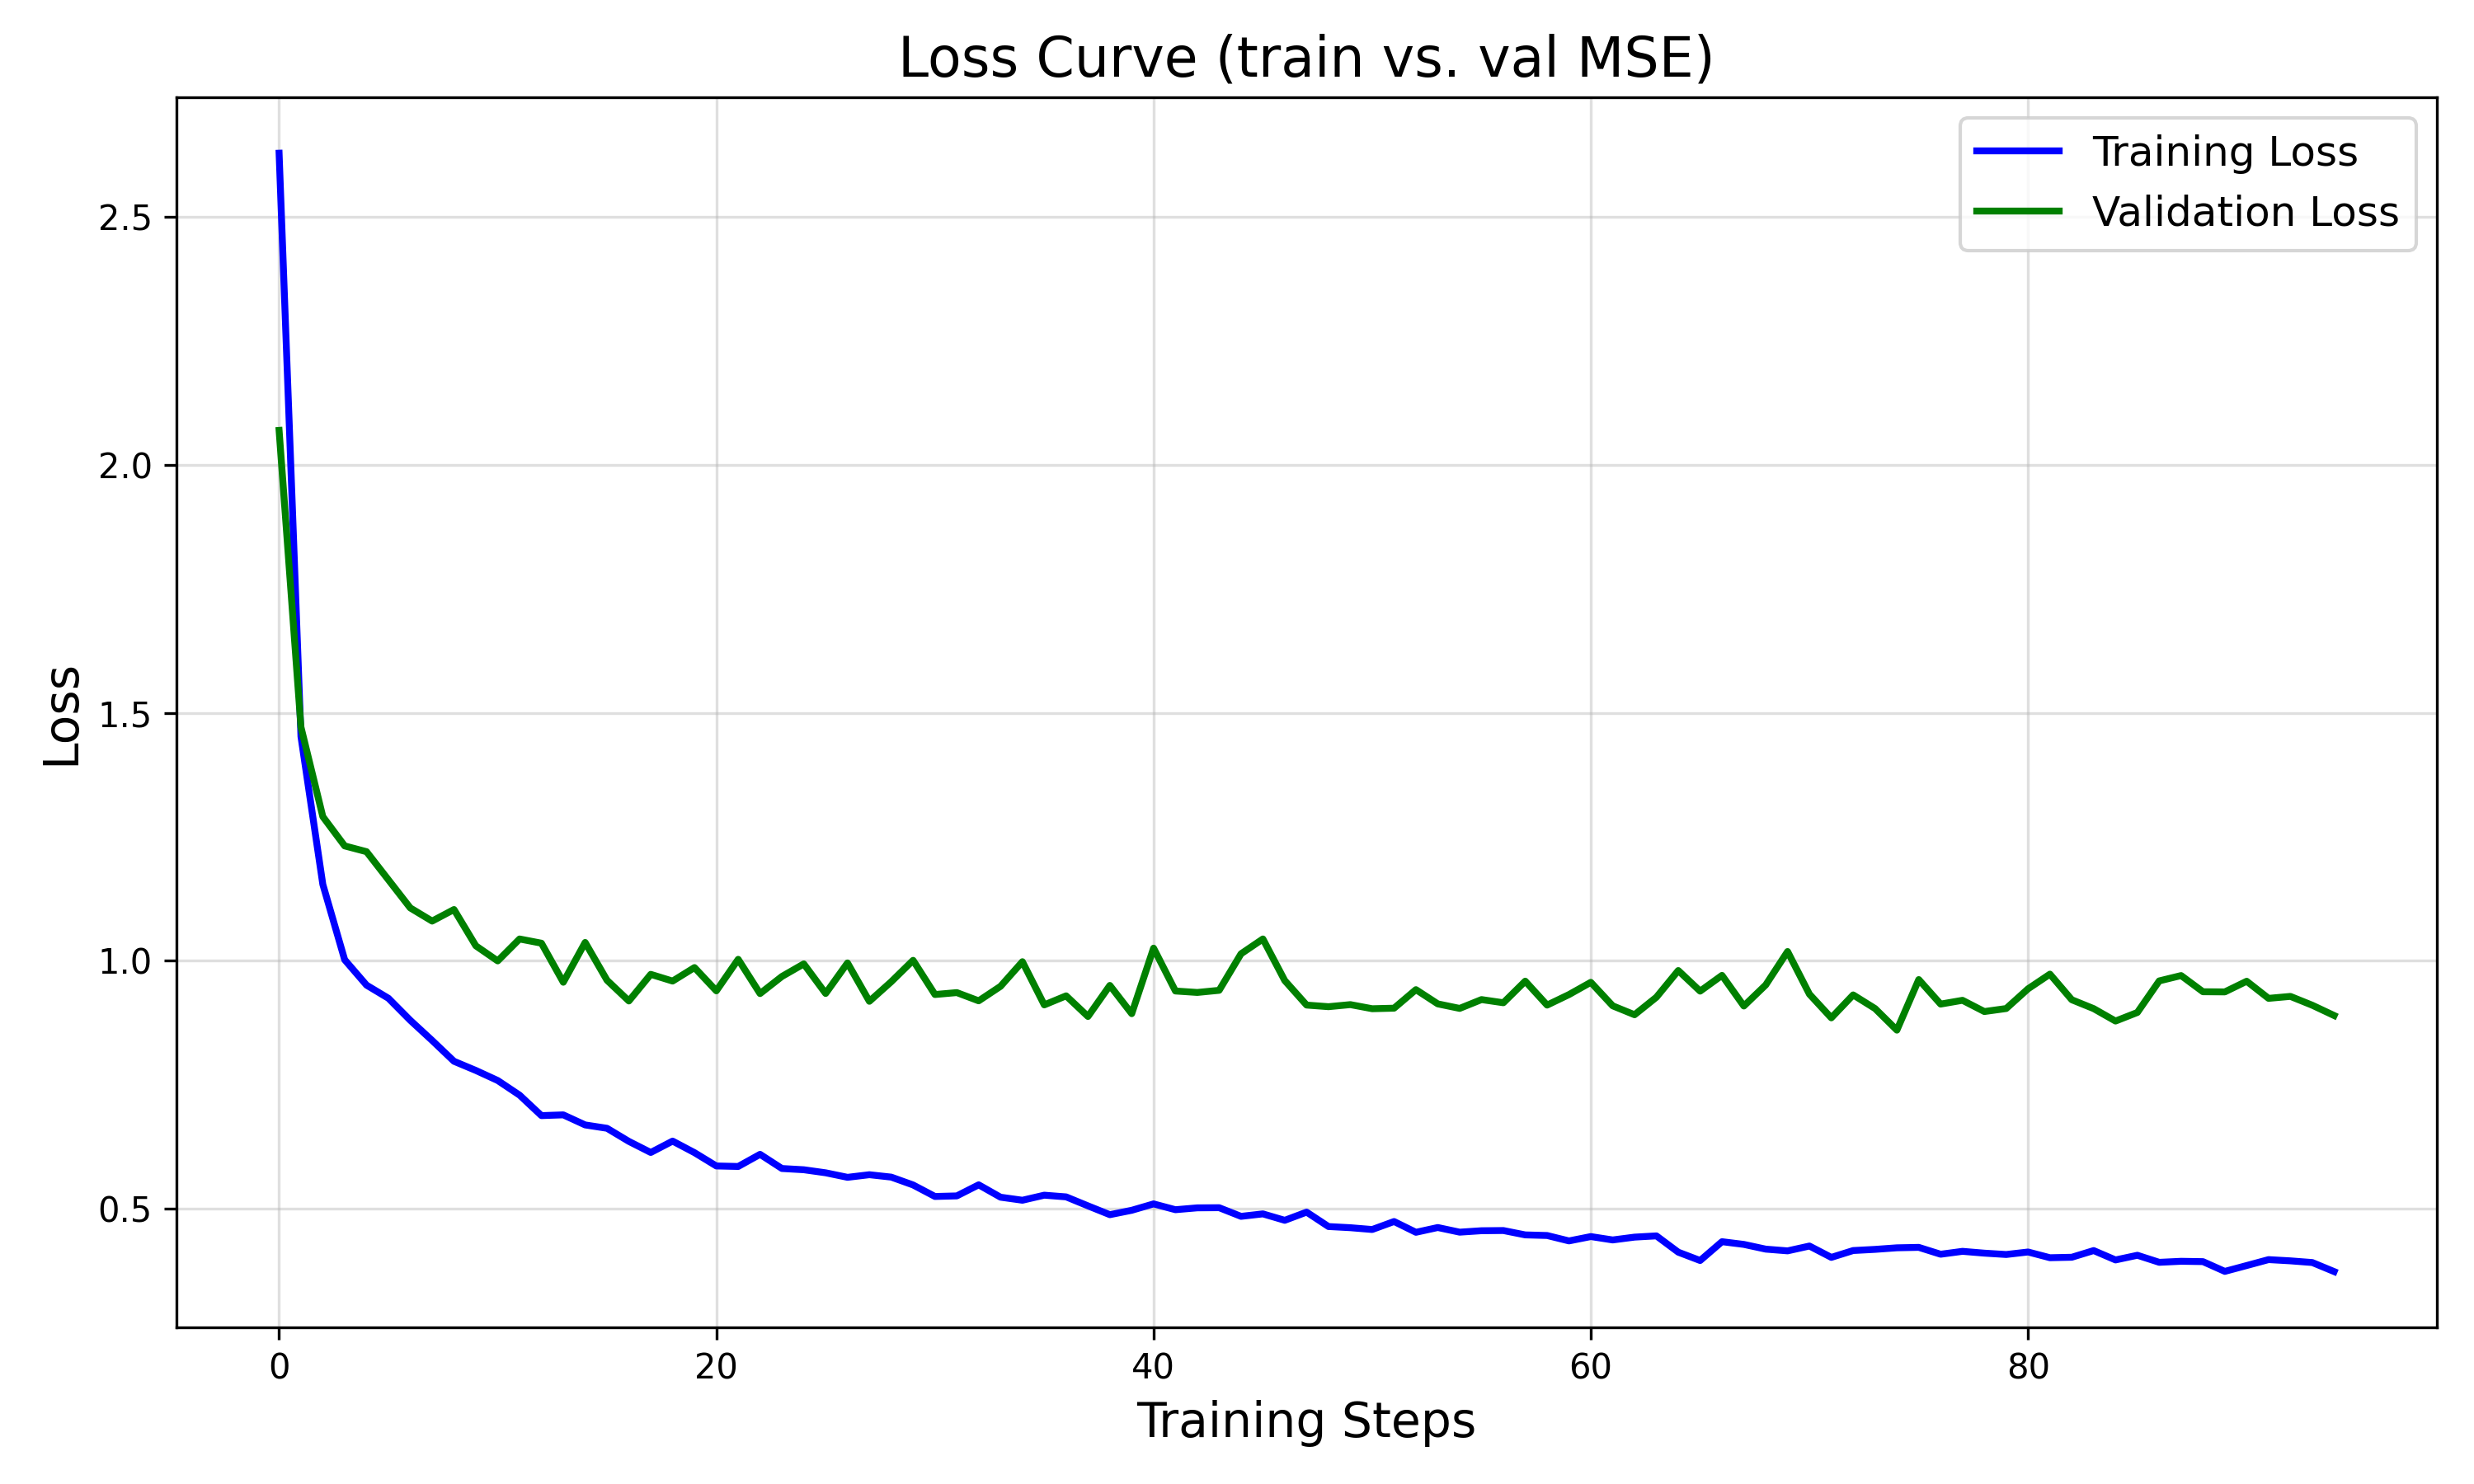 Loss Curve (train vs. val MSE)
Training Loss
Validation Loss
2.5
2.0
1.5
1.0
0.5
Loss
0 20 40 60 80
Training Steps